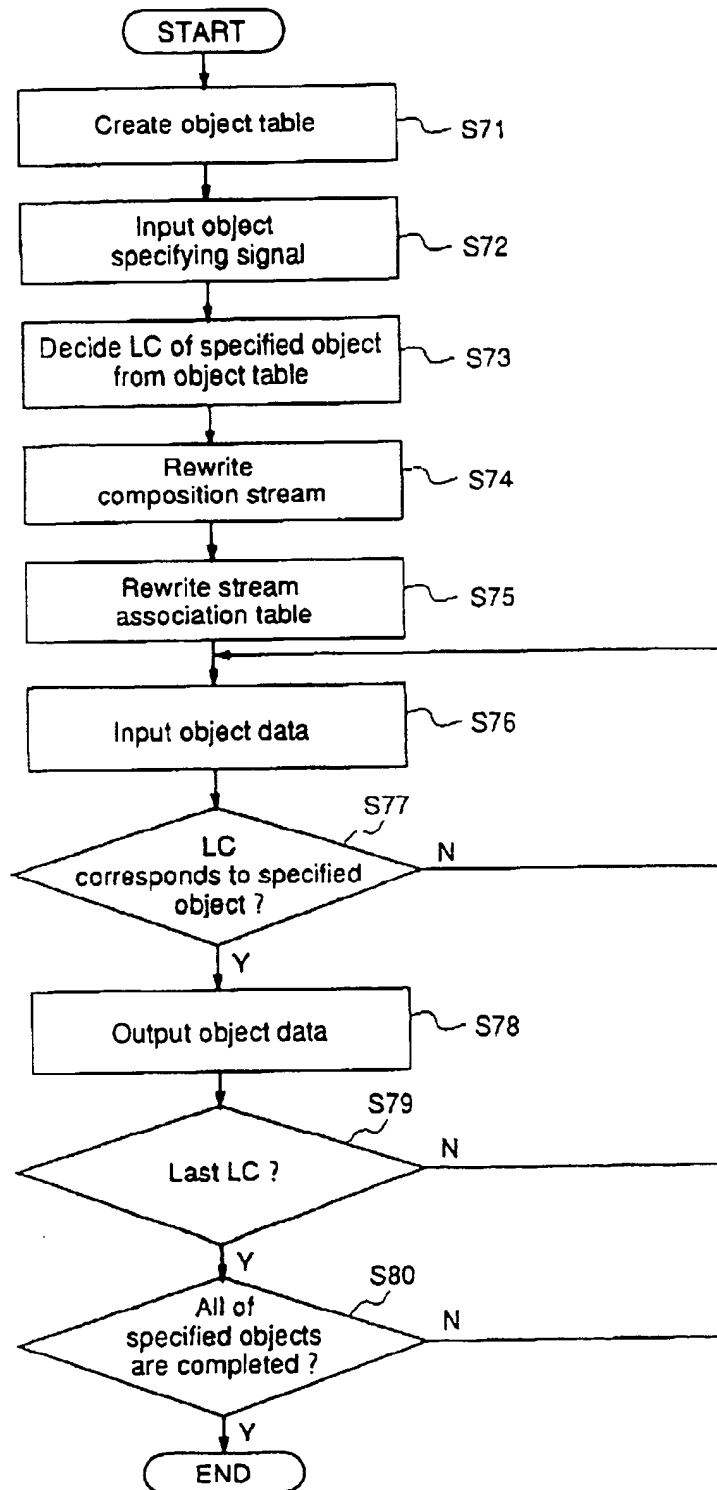 START
Create object table
S71
Input object
specifying signal
S72
Decide LC of specified object
from object table
S73
Rewrite
composition stream
S74
Rewrite stream
association table
S75
Input object data
S76
S77
LC
corresponds to specified
object ?
N
Y
Output object data
S78
S79
Last LC ?
N
Y
S80
All of
specified objects
are completed ?
N
Y
END